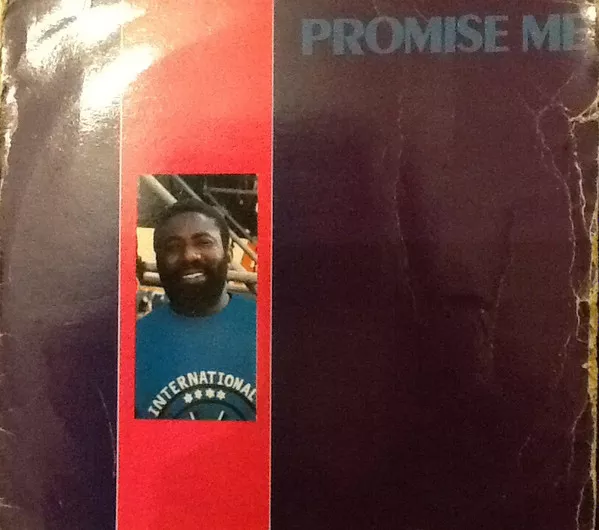 PROMISE ME
INTERNATIONAL
****